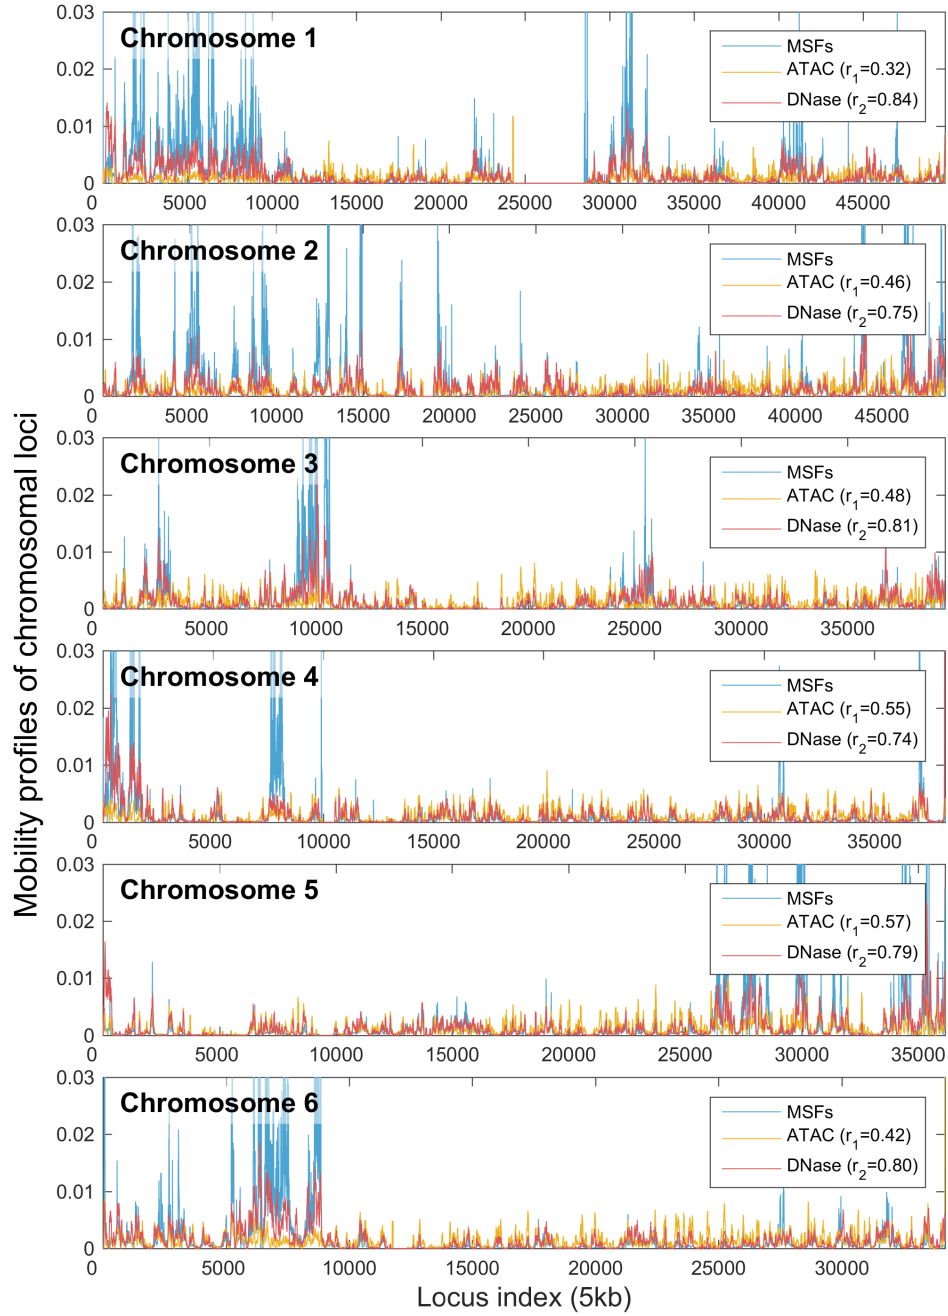 Mobility profiles of chromosomal loci
0.03
0.02
0.01
0
Chromosome 1
MSFs
ATAC (r1=0.32)
DNase (r2=0.84)
0 5000 10000 15000 20000 25000 30000 35000 40000 45000
0.03
0.02
0.01
0
Chromosome 2
MSFs
ATAC (r1=0.46)
DNase (r2=0.75)
0 5000 10000 15000 20000 25000 30000 35000 40000 45000
0.03
0.02
0.01
0
Chromosome 3
MSFs
ATAC (r1=0.48)
DNase (r2=0.81)
0 5000 10000 15000 20000 25000 30000 35000
0.03
0.02
0.01
0
Chromosome 4
MSFs
ATAC (r1=0.55)
DNase (r2=0.74)
0 5000 10000 15000 20000 25000 30000 35000
0.03
0.02
0.01
0
Chromosome 5
MSFs
ATAC (r1=0.57)
DNase (r2=0.79)
0 5000 10000 15000 20000 25000 30000 35000
0.03
0.02
0.01
0
Chromosome 6
MSFs
ATAC (r1=0.42)
DNase (r2=0.80)
0 5000 10000 15000 20000 25000 30000
Locus index (5kb)